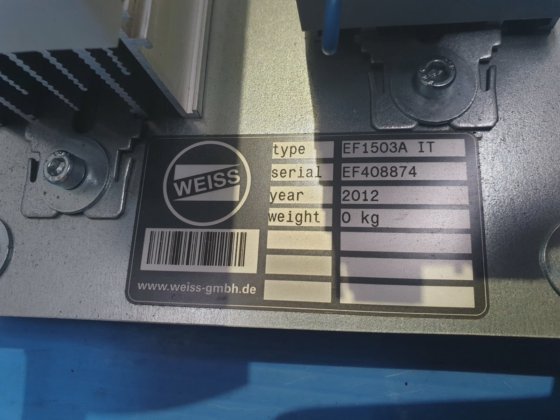 WEISS
type EF1503A IT
serial EF408874
year 2012
weight 0 kg
www.weiss-gmbh.de